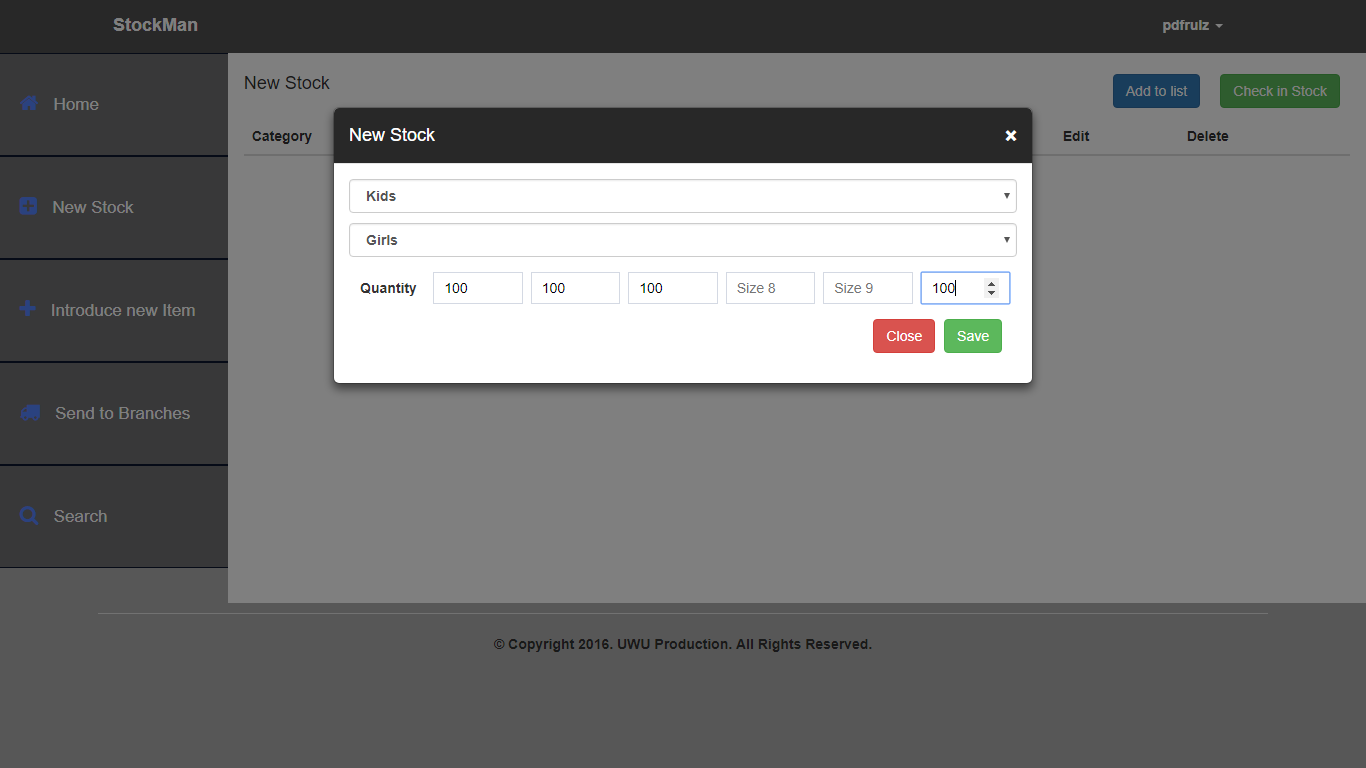 StockMan
pdfrulz
Home
New Stock
Introduce new Item
Send to Branches
Search
New Stock
Add to list
Check in Stock
Category
Edit
Delete
New Stock
Kids
Girls
Quantity 100 100 100 Size 8 Size 9 100
Close Save
© Copyright 2016. UWU Production. All Rights Reserved.